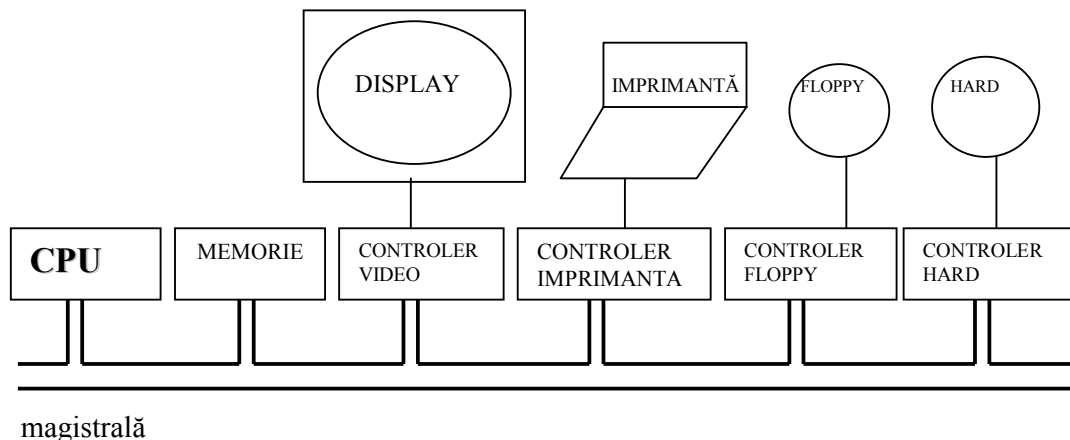 DISPLAY
IMPRIMANTĂ
FLOPPY
HARD
CPU
MEMORIE
CONTROLER
VIDEO
CONTROLER
IMPRIMANTA
CONTROLER
FLOPPY
CONTROLER
HARD
magistrală